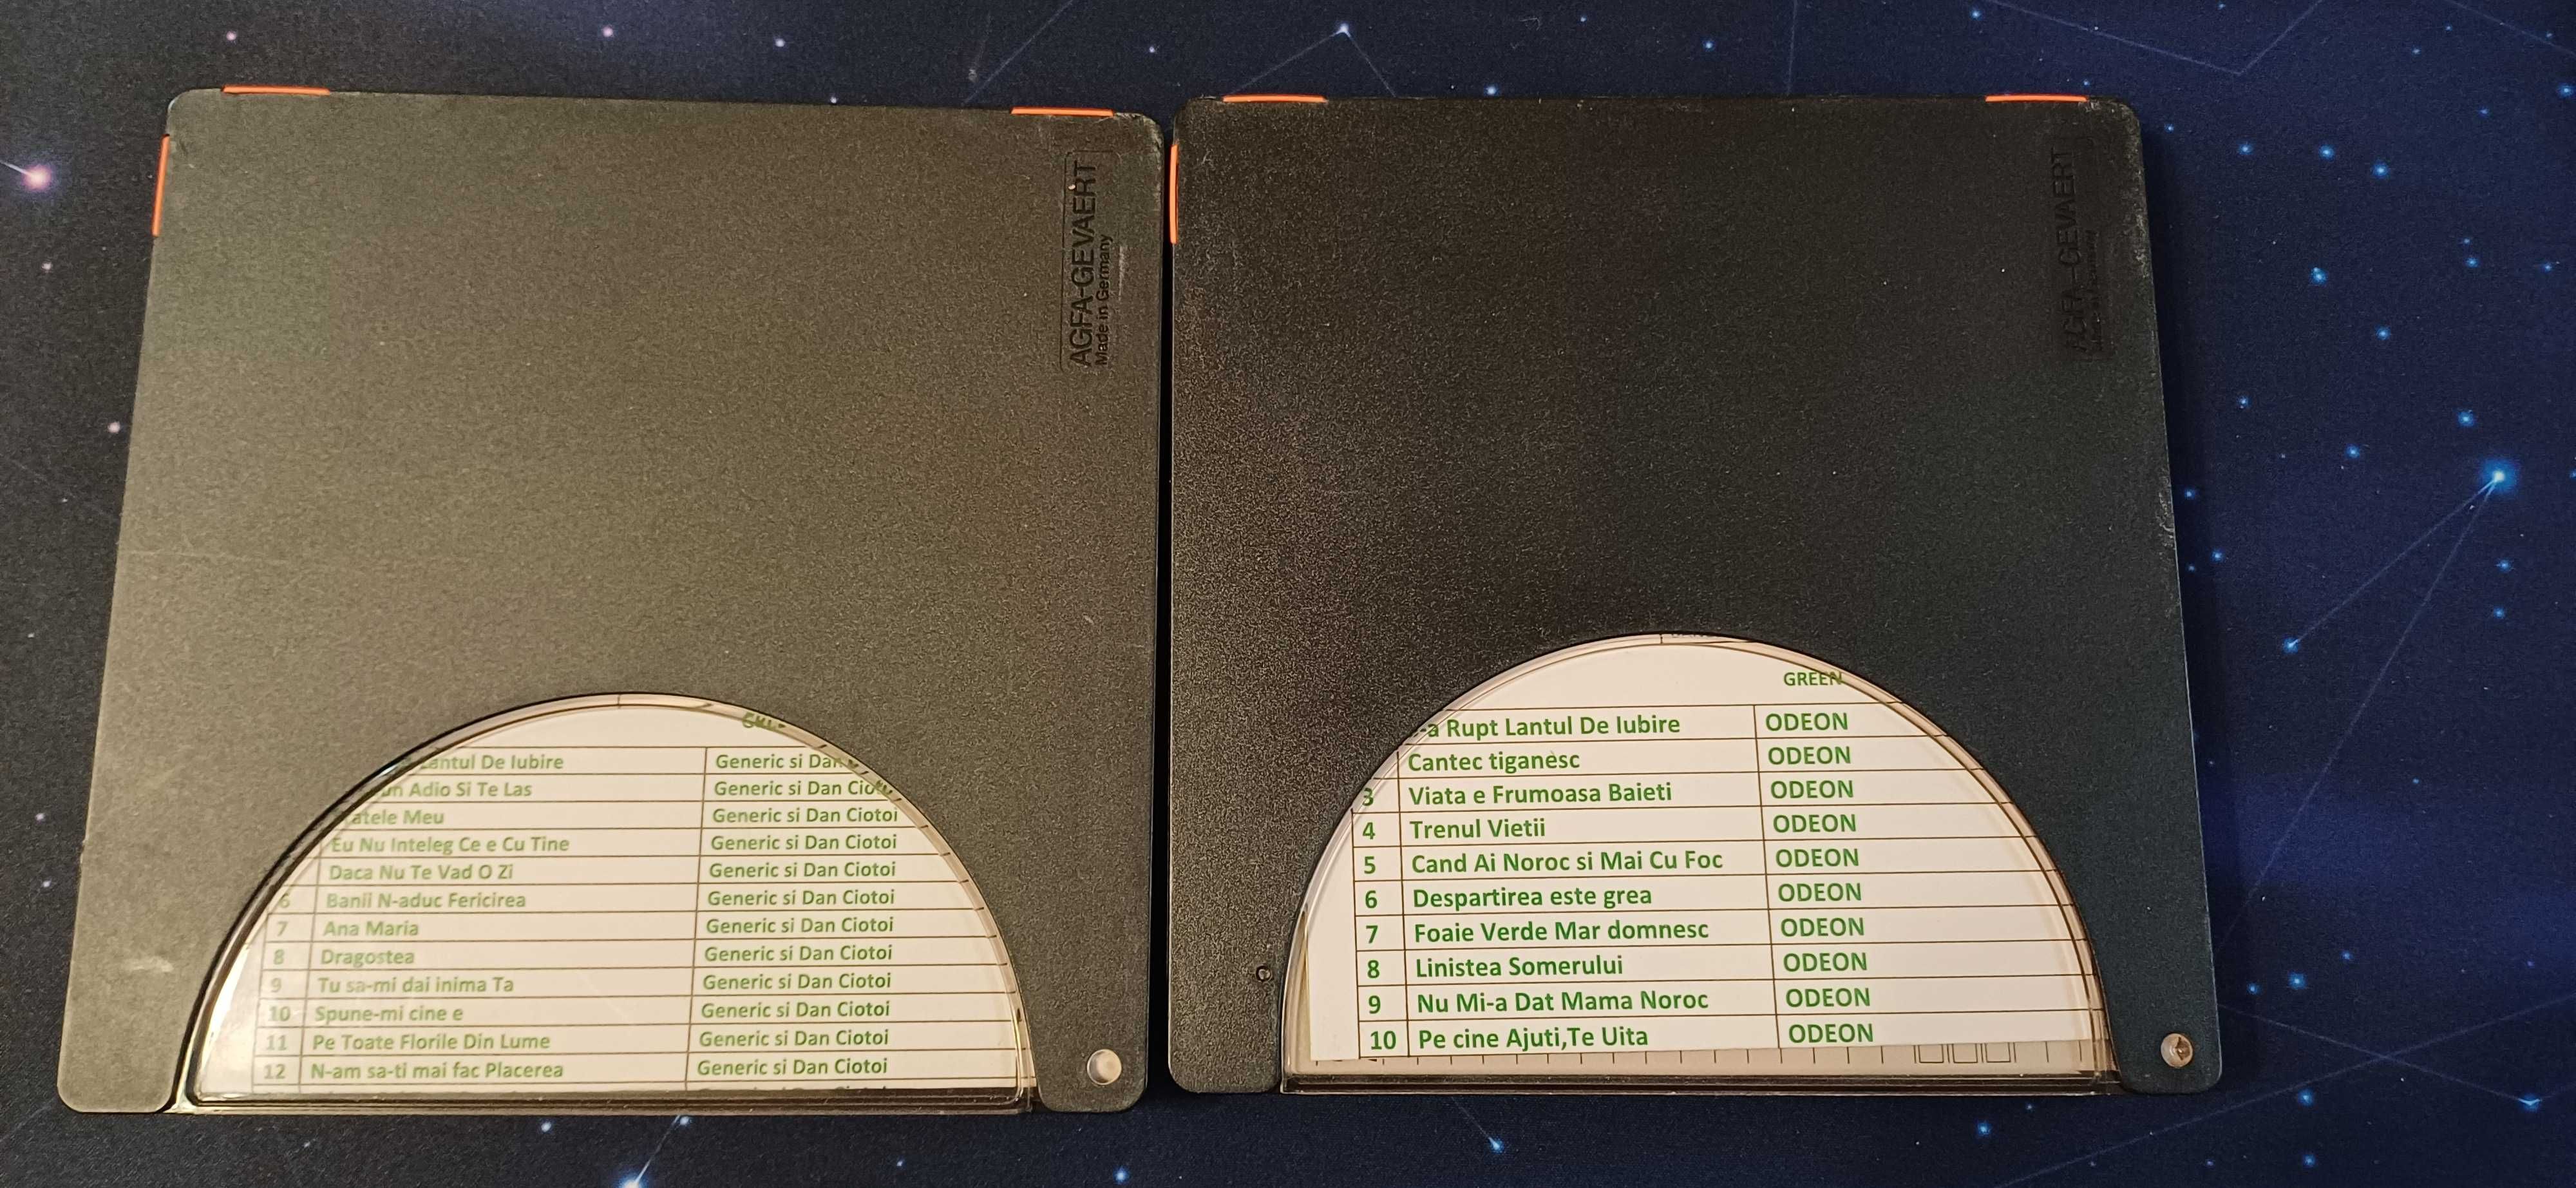 AGFA-GEVAERT
Made in Germany
Lantul De Iubire Generic si Dan
Adio Si Te Las Generic si Dan Ciotoi
Meu Generic si Dan Ciotoi
Eu Nu Inteleg Ce e Cu Tine Generic si Dan Ciotoi
Daca Nu Te Vad O Zi Generic si Dan Ciotoi
6 Banii N-aduc Fericirea Generic si Dan Ciotoi
7 Ana Maria Generic si Dan Ciotoi
8 Dragostea Generic si Dan Ciotoi
9 Tu sa-mi dai inima Ta Generic si Dan Ciotoi
10 Spune-mi cine e Generic si Dan Ciotoi
11 Pe Toate Florile Din Lume Generic si Dan Ciotoi
12 N-am sa-ti mai fac Placerea Generic si Dan Ciotoi
AGFA-GEVAERT
GREEN
-a Rupt Lantul De Iubire ODEON
Cantec tiganesc ODEON
3 Viata e Frumoasa Baieti ODEON
4 Trenul Vietii ODEON
5 Cand Ai Noroc si Mai Cu Foc ODEON
6 Despartirea este grea ODEON
7 Foaie Verde Mar domnesc ODEON
8 Linistea Somerului ODEON
9 Nu Mi-a Dat Mama Noroc ODEON
10 Pe cine Ajuti,Te Uita ODEON